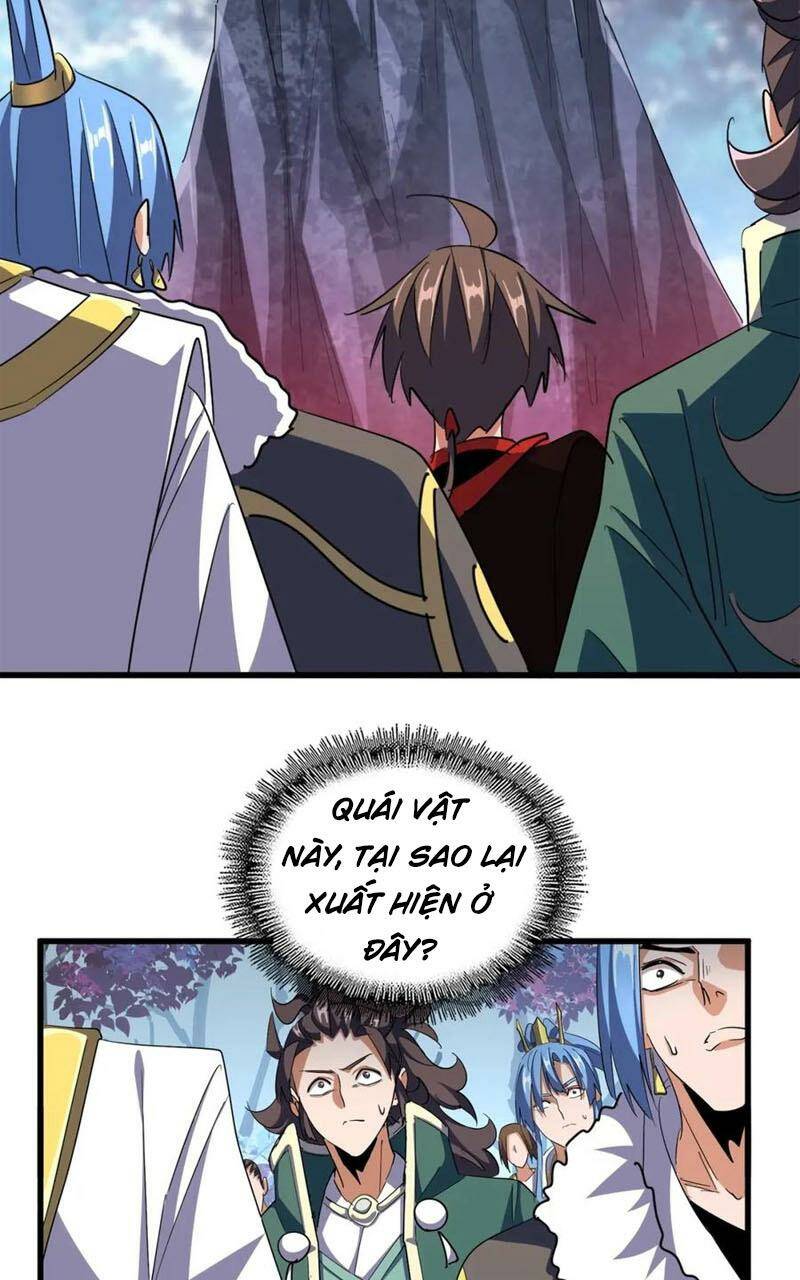 QUÁI VẬT
NÀY, TẠI SAO LẠI
XUẤT HIỆN Ở
ĐÂY?